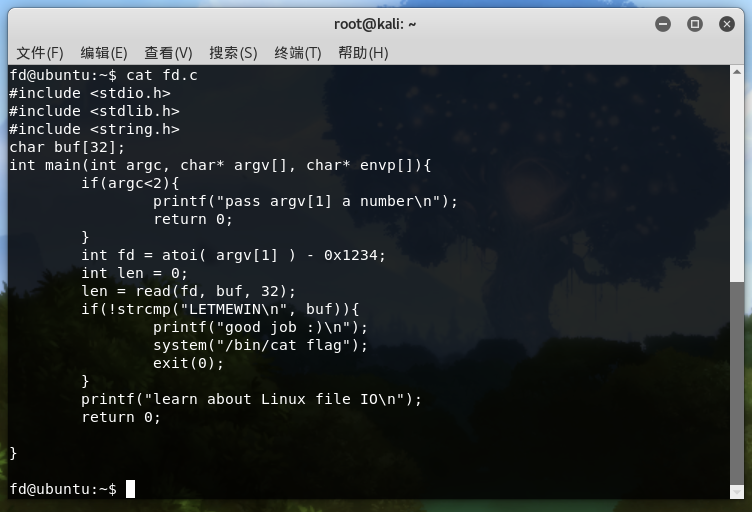 root@kali: ~
文件(F) 编辑(E) 查看(V) 搜索(S) 终端(T) 帮助(H)
fd@ubuntu:~$ cat fd.c
#include <stdio.h>
#include <stdlib.h>
#include <string.h>
char buf[32];
int main(int argc, char* argv[], char* envp[]){
        if(argc<2){
                printf("pass argv[1] a number\n");
                return 0;
        }
        int fd = atoi( argv[1] ) - 0x1234;
        int len = 0;
        len = read(fd, buf, 32);
        if(!strcmp("LETMEWIN\n", buf)){
                printf("good job :)\n");
                system("/bin/cat flag");
                exit(0);
        }
        printf("learn about Linux file IO\n");
        return 0;

}

fd@ubuntu:~$